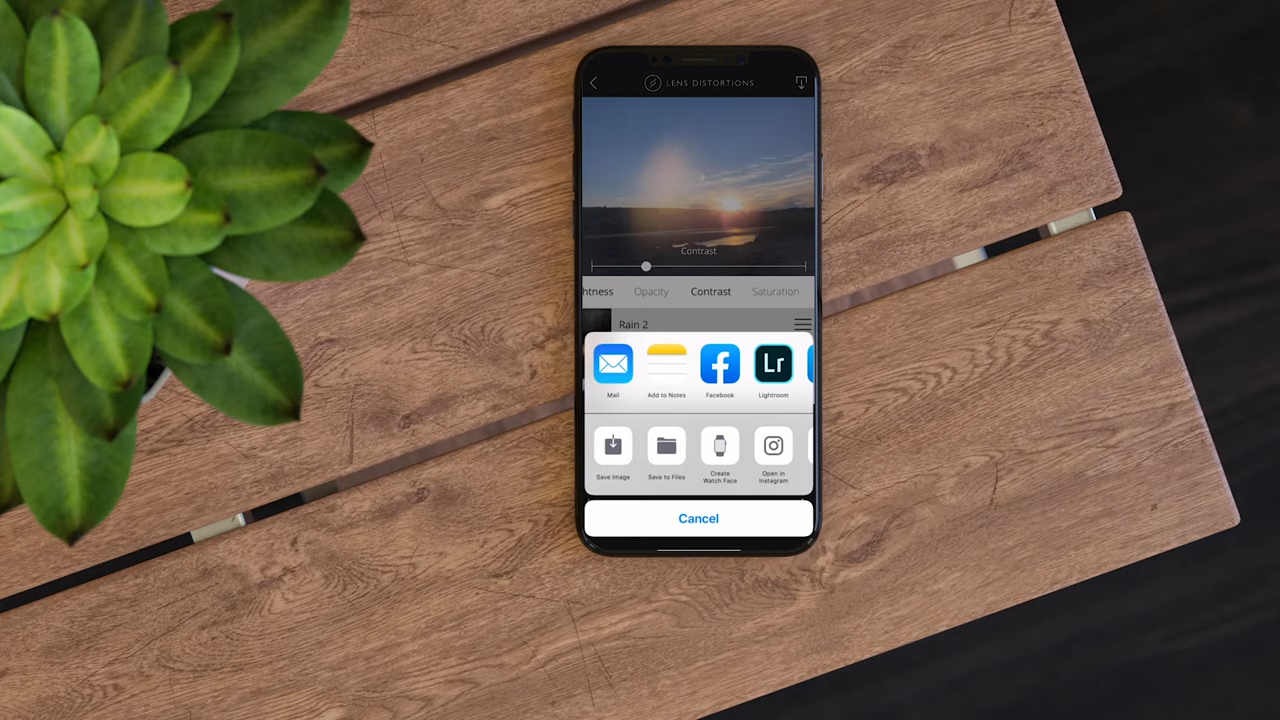 LENS DISTORTIONS
Contrast
htness Opacity Contrast Saturation
Rain 2
Lr
Mail Add to Notes Facebook Lightroom
Save Image Save to Files Create Watch Face Open in Instagram
Cancel